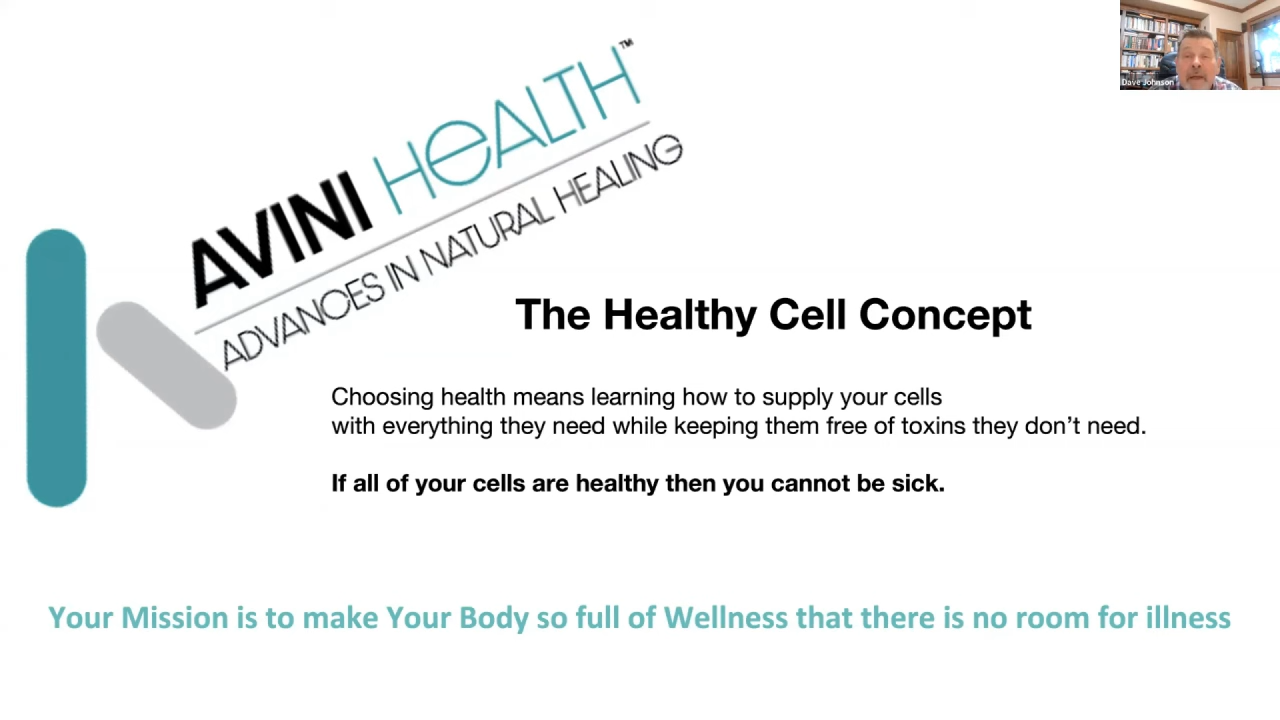 Dave Johnson
AVINI HEALTH™
ADVANCES IN NATURAL HEALING
The Healthy Cell Concept
Choosing health means learning how to supply your cells
with everything they need while keeping them free of toxins they don’t need.
If all of your cells are healthy then you cannot be sick.
Your Mission is to make Your Body so full of Wellness that there is no room for illness